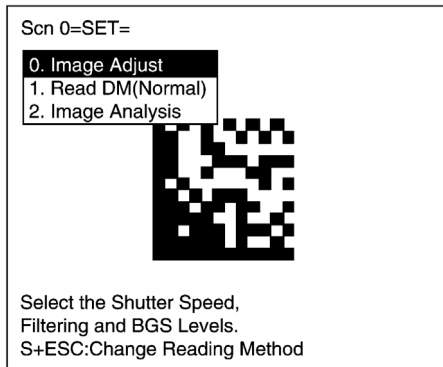 Scn 0=SET=
0. Image Adjust
1. Read DM(Normal)
2. Image Analysis
Select the Shutter Speed,
Filtering and BGS Levels.
S+ESC:Change Reading Method